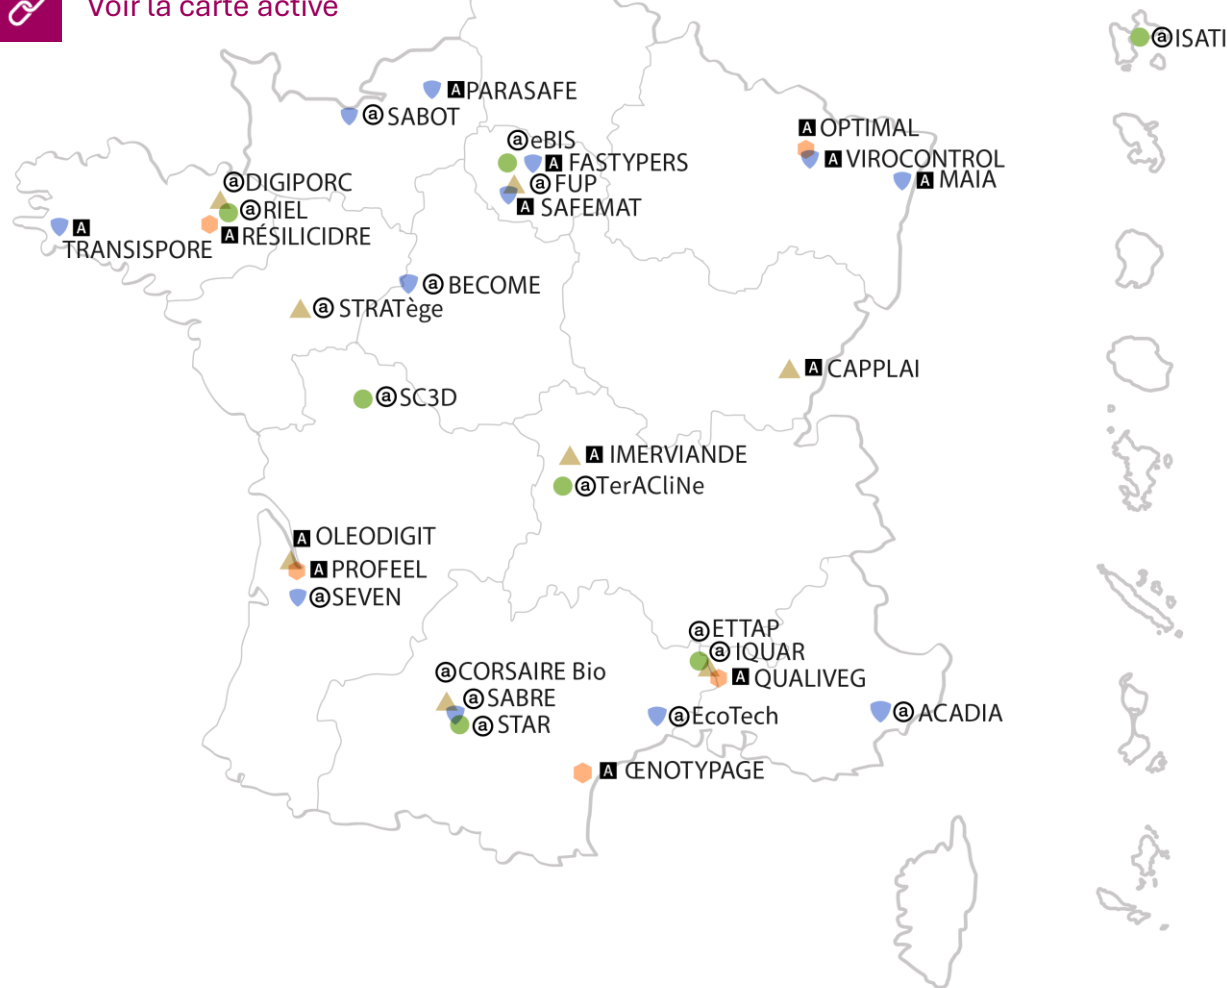 Voir la carte active
ⓐ ISATI
A PARASAFE
ⓐ SABOT
A OPTIMAL
ⓐ eBIS
A VIROCONTROL
A FASTYPERS
A MAIA
ⓐ DIGIPORC
ⓐ FUP
A SAFEMAT
ⓐ RIEL
A
TRANSISPORE
A RÉSILICIDRE
ⓐ BECOME
ⓐ STRATège
A CAPPLAI
ⓐ SC3D
A IMERVIANDE
ⓐ TerACliNe
A OLEODIGIT
A PROFEEL
ⓐ SEVEN
ⓐ ETTAP
ⓐ IQUAR
A QUALIVEG
ⓐ CORSAIRE Bio
ⓐ SABRE
ⓐ STAR
ⓐ EcoTech
ⓐ ACADIA
A ŒNOTYPAGE